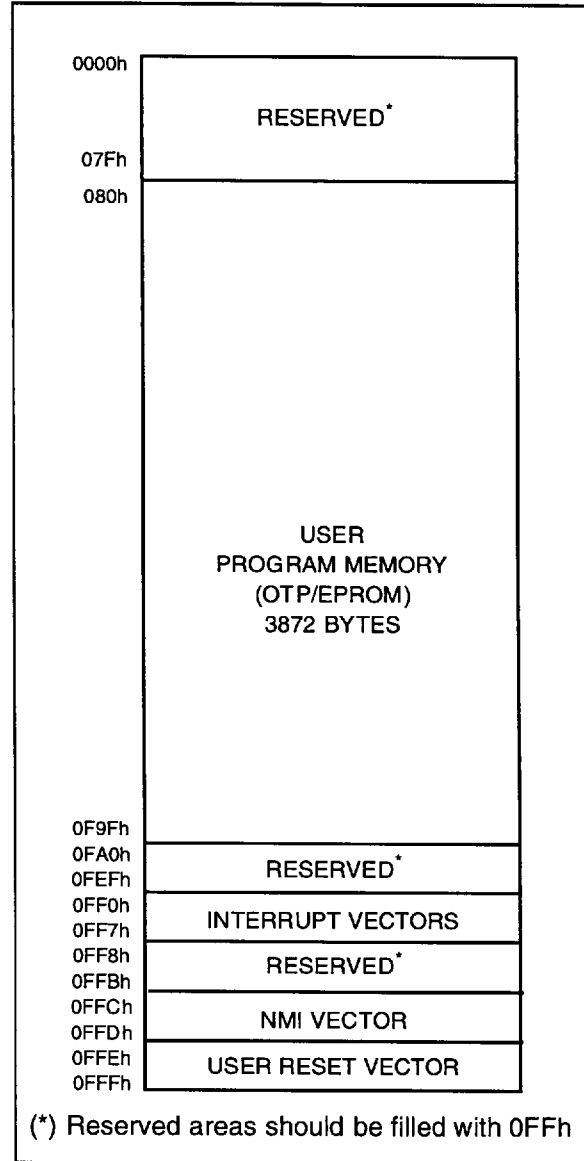 0000h
RESERVED*
07Fh
080h
USER
PROGRAM MEMORY
(OTP/EPROM)
3872 BYTES
0F9Fh
0FA0h
RESERVED*
0FEFh
0FF0h
INTERRUPT VECTORS
0FF7h
0FF8h
RESERVED*
0FFBh
0FFCh
NMI VECTOR
0FFDh
0FFEh
USER RESET VECTOR
0FFFh
(*) Reserved areas should be filled with 0FFh